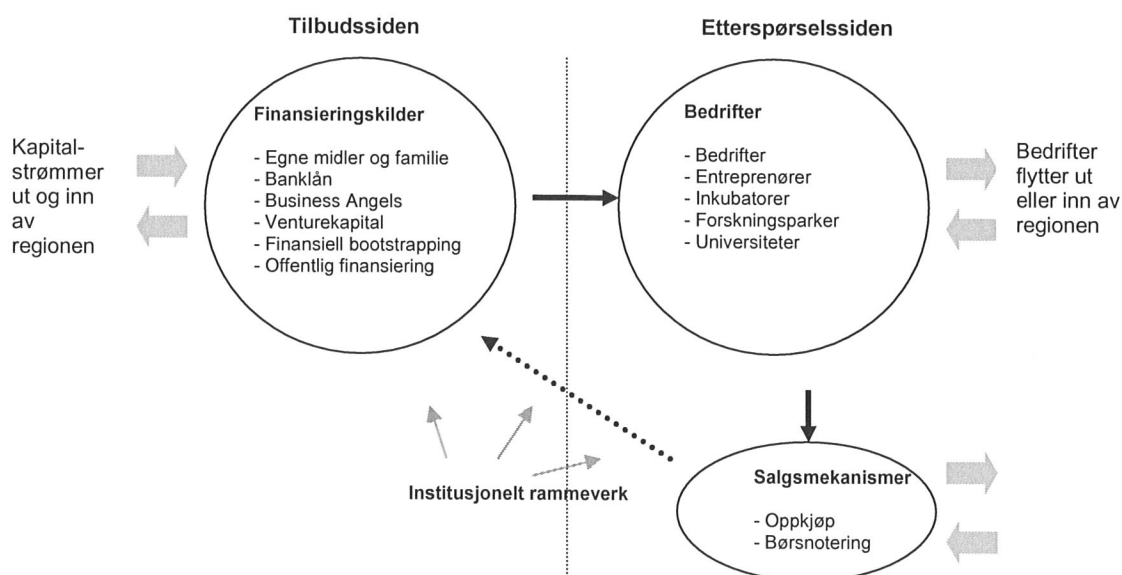 Tilbudssiden
Etterspørselssiden
Kapital-
strømmer
ut og inn
av
regionen
Finansieringskilder
- Egne midler og familie
- Banklån
- Business Angels
- Venturekapital
- Finansiell bootstrapping
- Offentlig finansiering
Bedrifter
- Bedrifter
- Entreprenører
- Inkubatorer
- Forskningsparker
- Universiteter
Bedrifter
flytter ut
eller inn av
regionen
Institusjonelt rammeverk
Salgsmekanismer
- Oppkjøp
- Børsnotering